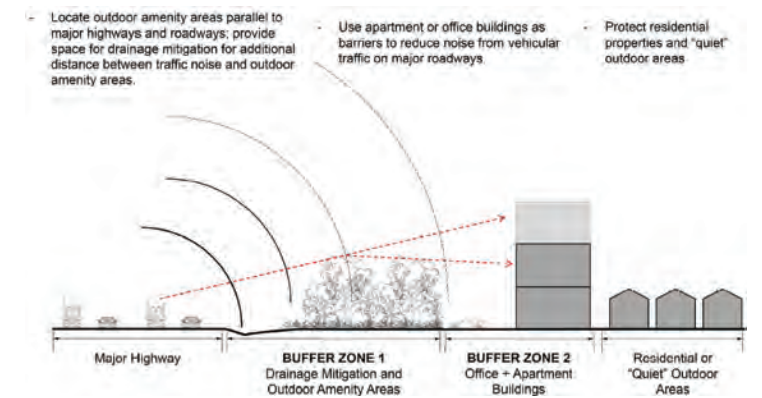 - Locate outdoor amenity areas parallel to
major highways and roadways; provide
space for drainage mitigation for additional
distance between traffic noise and outdoor
amenity areas.
- Use apartment or office buildings as
barriers to reduce noise from vehicular
traffic on major roadways
- Protect residential
properties and "quiet"
outdoor areas
Major Highway
BUFFER ZONE 1
Drainage Mitigation and
Outdoor Amenity Areas
BUFFER ZONE 2
Office + Apartment
Buildings
Residential or
"Quiet" Outdoor
Areas